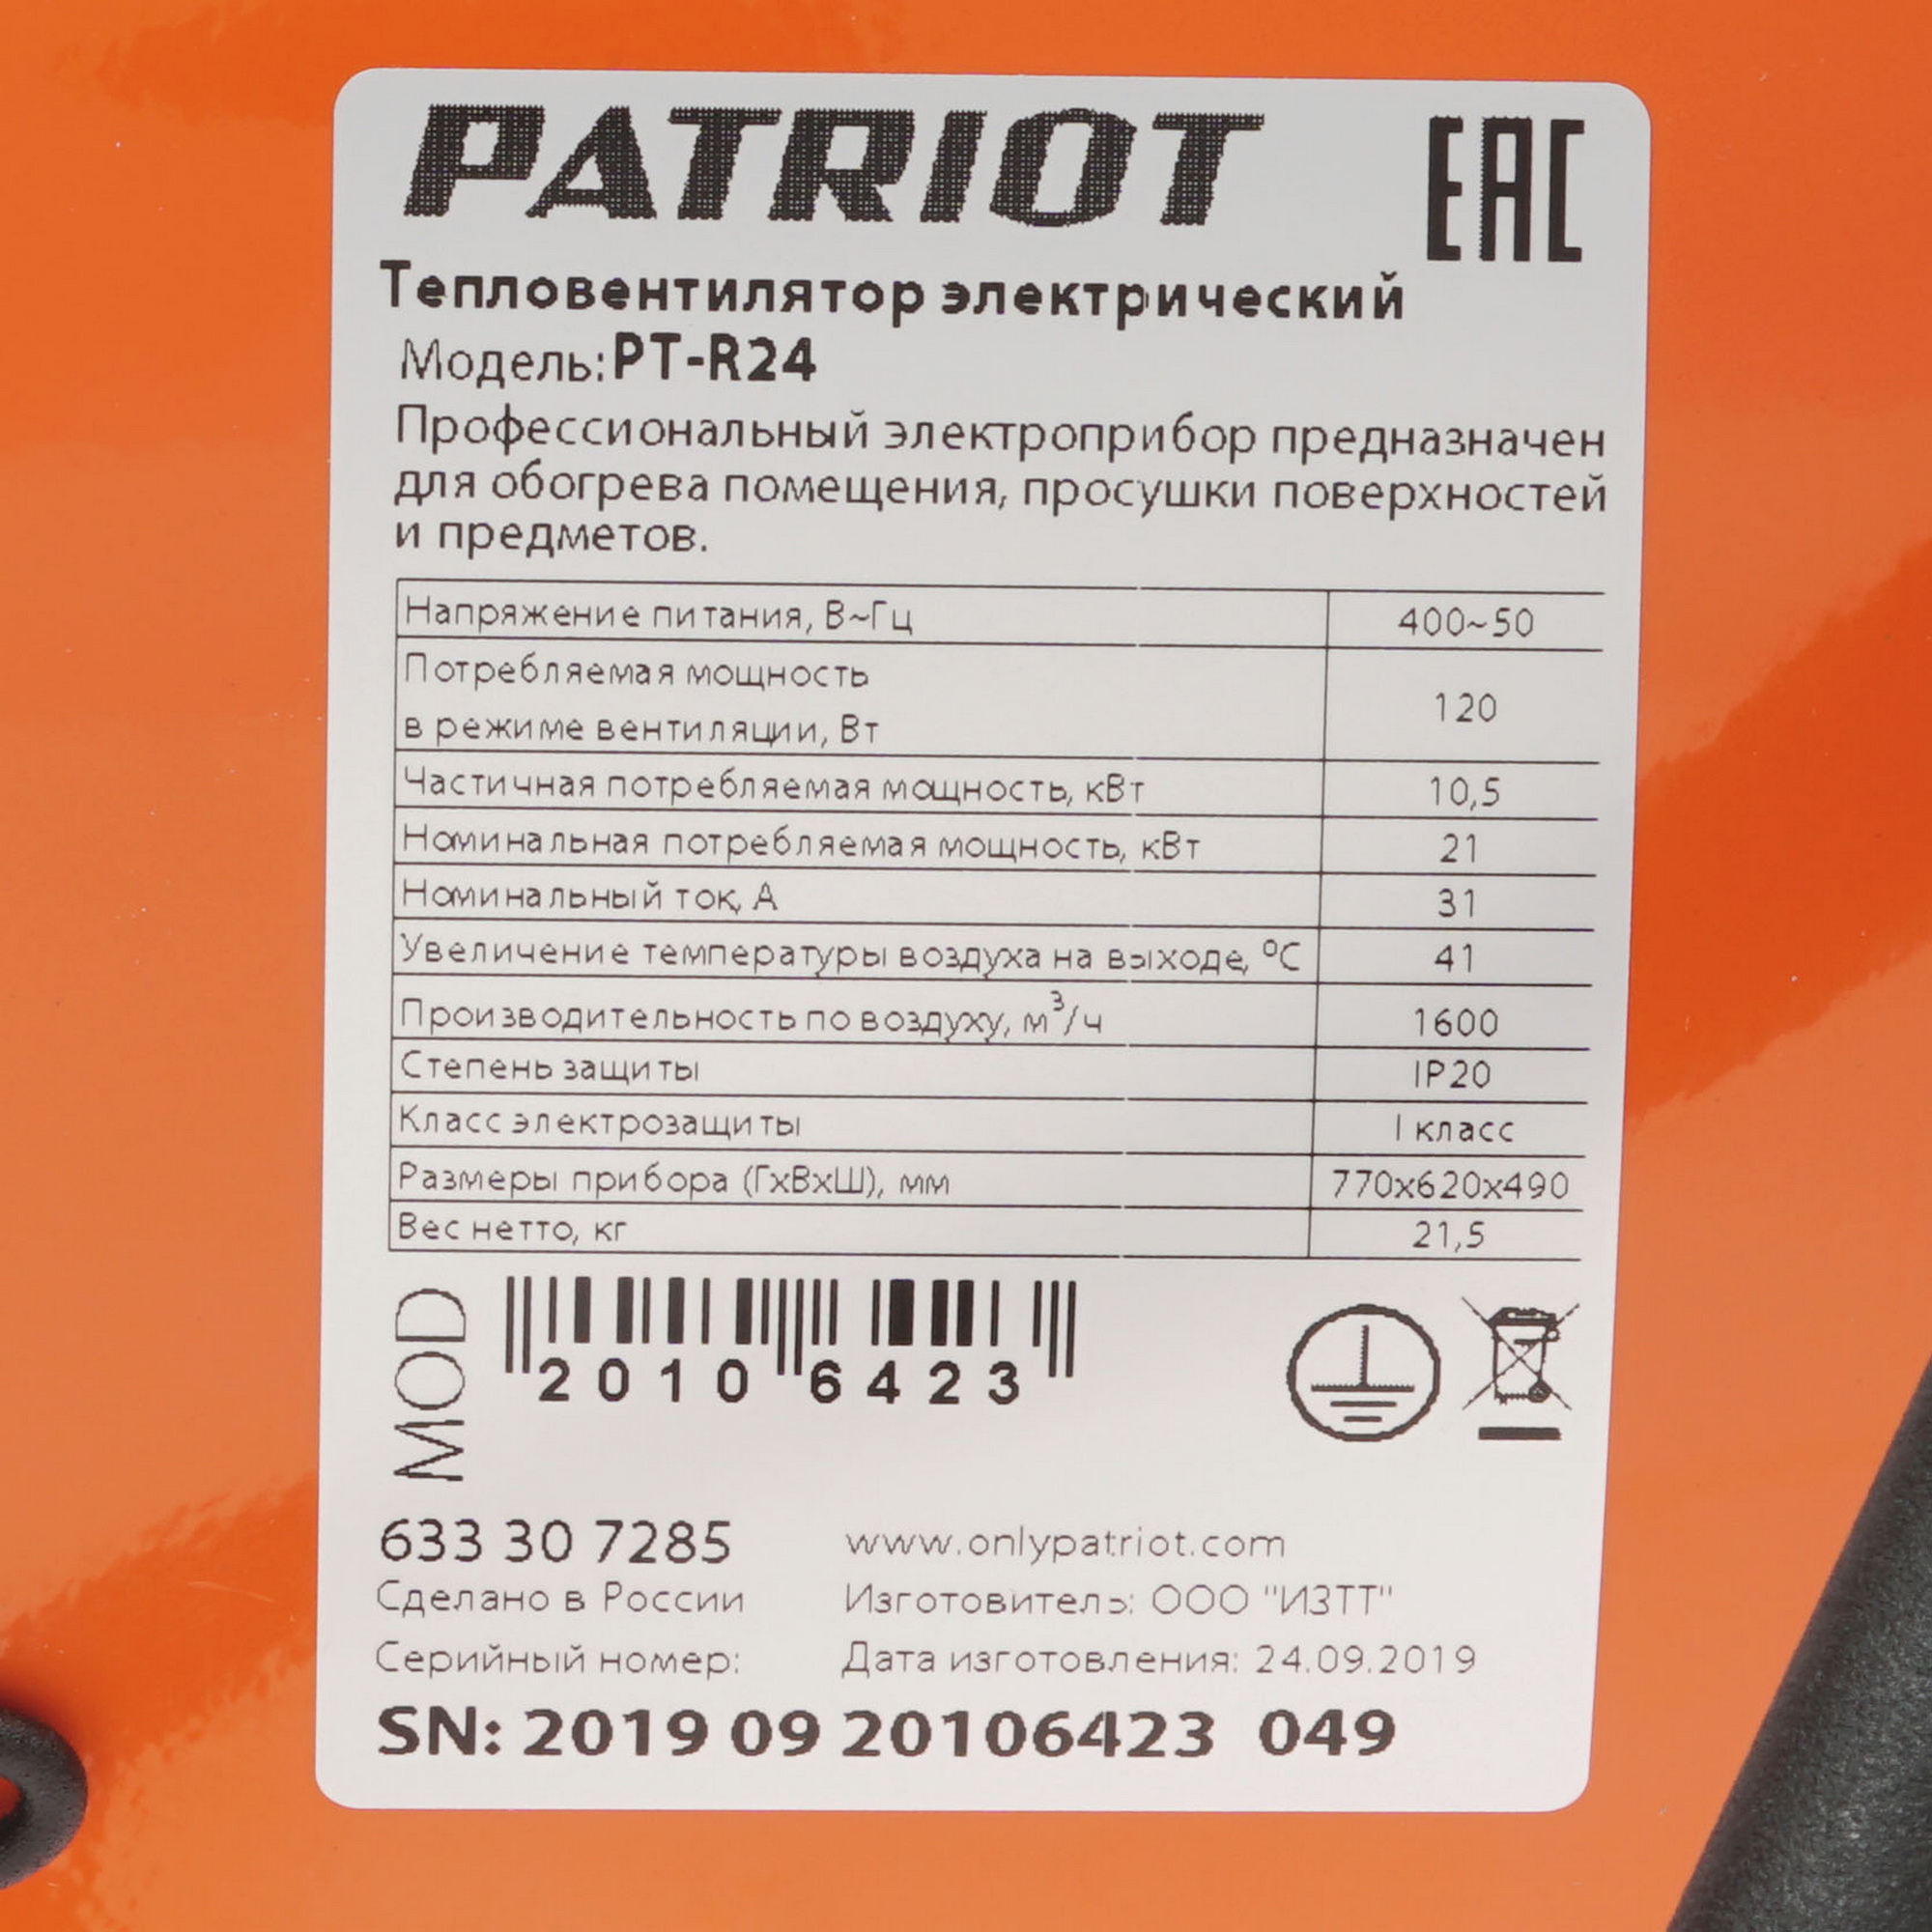 PATRIOT
EAC
Тепловентилятор электрический
Модель: PT-R24
Профессиональный электроприбор предназначен
для обогрева помещения, просушки поверхностей
и предметов.
Напряжение питания, В~Гц 400~50
Потребляемая мощность
в режиме вентиляции, Вт 120
Частичная потребляемая мощность, кВт 10,5
Номинальная потребляемая мощность, кВт 21
Номинальный ток, А 31
Увеличение температуры воздуха на выходе, ºС 41
Производительность по воздуху, м³/ч 1600
Степень защиты IP20
Класс электрозащиты I класс
Размеры прибора (ГхВхШ), мм 770х620х490
Вес нетто, кг 21,5
MOD
2010 6423
633 30 7285 www.onlypatriot.com
Сделано в России Изготовитель: ООО "ИЗТТ"
Серийный номер: Дата изготовления: 24.09.2019
SN: 2019 09 20106423 049